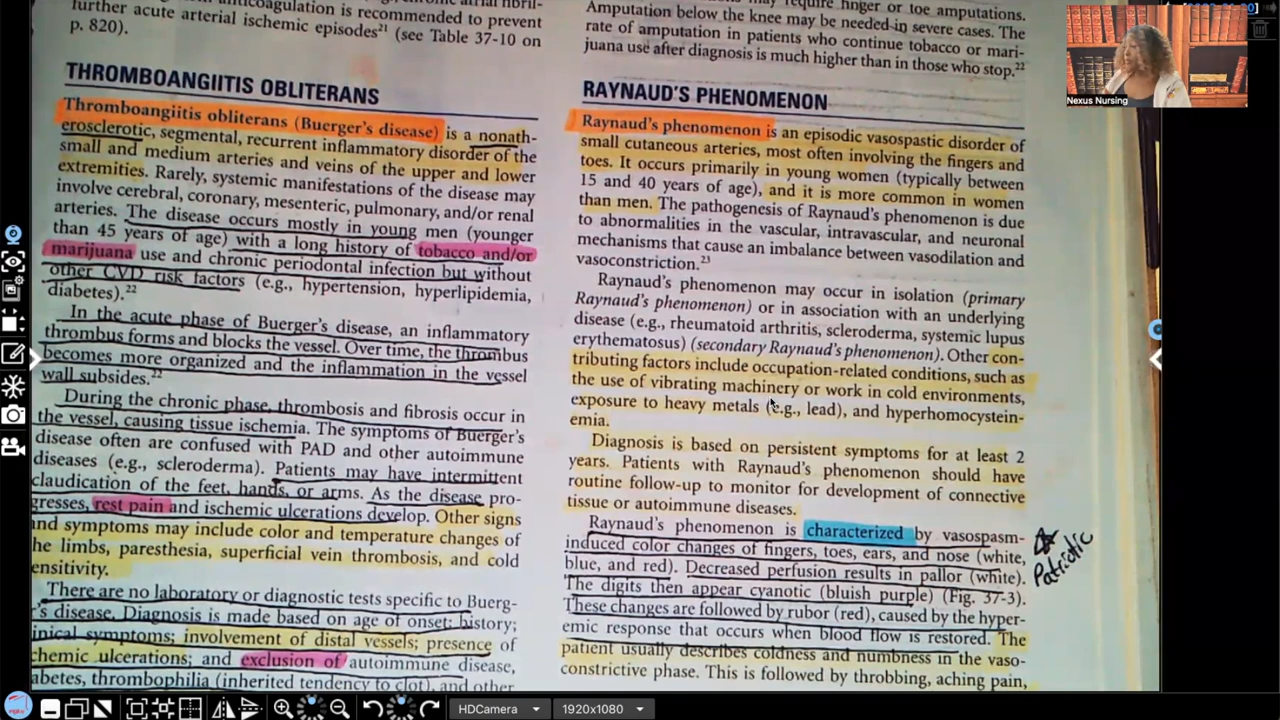 further acute arterial ischemic episodes21 (see Table 37-10 on
p. 820).
THROMBOANGIITIS OBLITERANS
Thromboangiitis obliterans (Buerger's disease) is a nonath-
erosclerotic, segmental, recurrent inflammatory disorder of the
small and medium arteries and veins of the upper and lower
extremities. Rarely, systemic manifestations of the disease may
involve cerebral, coronary, mesenteric, pulmonary, and/or renal
arteries. The disease occurs mostly in young men (younger
than 45 years of age) with a long history of tobacco and/or
marijuana use and chronic periodontal infection but without
other CVD risk factors (e.g., hypertension, hyperlipidemia,
diabetes).22
In the acute phase of Buerger's disease, an inflammatory
thrombus forms and blocks the vessel. Over time, the thrombus
becomes more organized and the inflammation in the vessel
wall subsides.22
During the chronic phase, thrombosis and fibrosis occur in
the vessel, causing tissue ischemia. The symptoms of Buerger's
disease often are confused with PAD and other autoimmune
diseases (e.g., scleroderma). Patients may have intermittent
claudication of the feet, hands, or arms. As the disease pro-
gresses, rest pain and ischemic ulcerations develop. Other signs
and symptoms may include color and temperature changes of
he limbs, paresthesia, superficial vein thrombosis, and cold
ensitivity.
There are no laboratory or diagnostic tests specific to Buerg-
r's disease. Diagnosis is made based on age of onset; history;
inical symptoms; involvement of distal vessels; presence of
chemic ulcerations; and exclusion of autoimmune disease,
abetes, thrombophilia (inherited tendency to clot), and other
finger or toe amputations.
Amputation below the knee may be needed in severe cases. The
rate of amputation in patients who continue tobacco or mari-
juana use after diagnosis is much higher than in those who stop.22
RAYNAUD'S PHENOMENON
Raynaud's phenomenon is an episodic vasospastic disorder of
small cutaneous arteries, most often involving the fingers and
toes. It occurs primarily in young women (typically between
15 and 40 years of age), and it is more common in women
than men. The pathogenesis of Raynaud's phenomenon is due
to abnormalities in the vascular, intravascular, and neuronal
mechanisms that cause an imbalance between vasodilation and
vasoconstriction.23
Raynaud's phenomenon may occur in isolation (primary
Raynaud's phenomenon) or in association with an underlying
disease (e.g., rheumatoid arthritis, scleroderma, systemic lupus
erythematosus) (secondary Raynaud's phenomenon). Other con-
tributing factors include occupation-related conditions, such as
the use of vibrating machinery or work in cold environments,
exposure to heavy metals (e.g., lead), and hyperhomocystein-
emia.
Diagnosis is based on persistent symptoms for at least 2
years. Patients with Raynaud's phenomenon should have
routine follow-up to monitor for development of connective
tissue or autoimmune diseases.
Raynaud's phenomenon is characterized by vasospasm-
induced color changes of fingers, toes, ears, and nose (white,
blue, and red). Decreased perfusion results in pallor (white).
The digits then appear cyanotic (bluish purple) (Fig. 37-3).
These changes are followed by rubor (red), caused by the hyper-
emic response that occurs when blood flow is restored. The
patient usually describes coldness and numbness in the vaso-
constrictive phase. This is followed by throbbing, aching pain,
Patriotic
Nexus Nursing
HDCamera
1920x1080